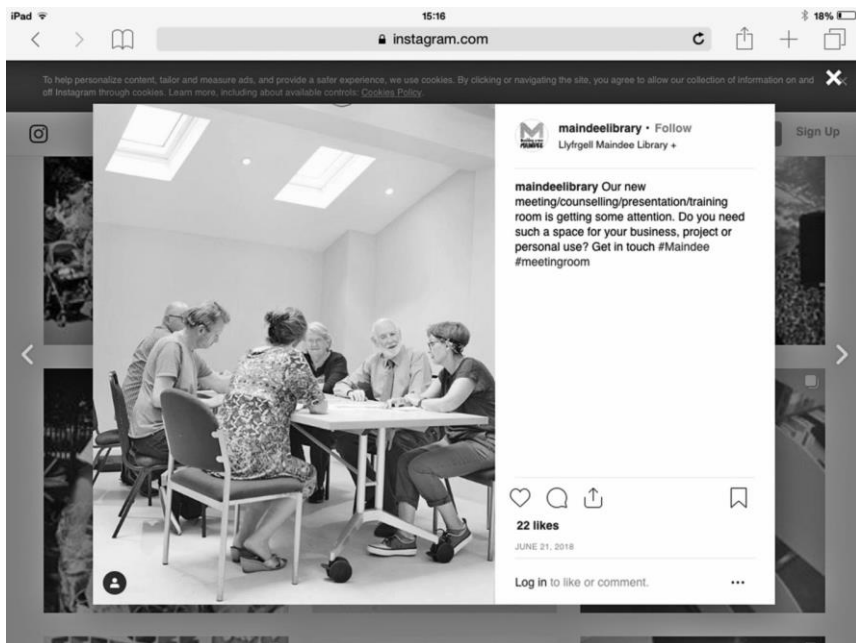 iPad
15:16
18%
instagram.com
To help personalize content, tailor and measure ads, and provide a safer experience, we use cookies. By clicking or navigating the site, you agree to allow our collection of information on and
off Instagram through cookies. Learn more, including about available controls: Cookies Policy.
Sign Up
maindeelibrary • Follow
Llyfrgell Maindee Library +
maindeelibrary Our new
meeting/counselling/presentation/training
room is getting some attention. Do you need
such a space for your business, project or
personal use? Get in touch #Maindee
#meetingroom
22 likes
JUNE 21, 2018
Log in to like or comment.